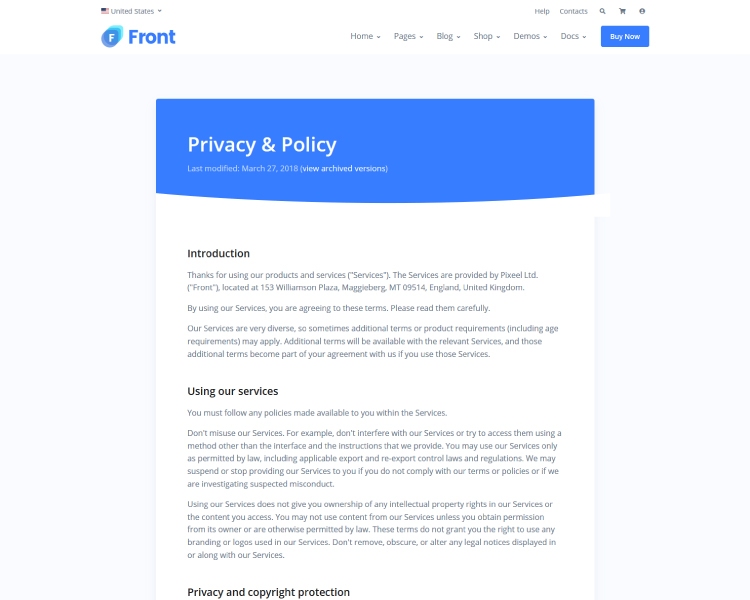 United States
Help Contacts
F Front
Home Pages Blog Shop Demos Docs Buy Now
Privacy & Policy
Last modified: March 27, 2018 (view archived versions)
Introduction
Thanks for using our products and services ("Services"). The Services are provided by Pixeel Ltd.
("Front"), located at 153 Williamson Plaza, Maggieberg, MT 09514, England, United Kingdom.
By using our Services, you are agreeing to these terms. Please read them carefully.
Our Services are very diverse, so sometimes additional terms or product requirements (including age
requirements) may apply. Additional terms will be available with the relevant Services, and those
additional terms become part of your agreement with us if you use those Services.
Using our services
You must follow any policies made available to you within the Services.
Don't misuse our Services. For example, don't interfere with our Services or try to access them using a
method other than the interface and the instructions that we provide. You may use our Services only
as permitted by law, including applicable export and re-export control laws and regulations. We may
suspend or stop providing our Services to you if you do not comply with our terms or policies or if we
are investigating suspected misconduct.
Using our Services does not give you ownership of any intellectual property rights in our Services or
the content you access. You may not use content from our Services unless you obtain permission
from its owner or are otherwise permitted by law. These terms do not grant you the right to use any
branding or logos used in our Services. Don't remove, obscure, or alter any legal notices displayed in
or along with our Services.
Privacy and copyright protection